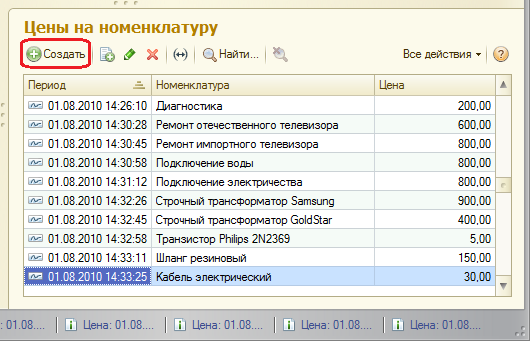 Цены на номенклатуру
Создать Найти... Все действия
Период Номенклатура Цена
01.08.2010 14:26:10 Диагностика 200,00
01.08.2010 14:30:28 Ремонт отечественного телевизора 600,00
01.08.2010 14:30:45 Ремонт импортного телевизора 800,00
01.08.2010 14:30:58 Подключение воды 800,00
01.08.2010 14:31:12 Подключение электричества 800,00
01.08.2010 14:32:26 Строчный трансформатор Samsung 900,00
01.08.2010 14:32:45 Строчный трансформатор GoldStar 400,00
01.08.2010 14:32:58 Транзистор Philips 2N2369 5,00
01.08.2010 14:33:11 Шланг резиновый 150,00
01.08.2010 14:33:25 Кабель электрический 30,00
: 01.08.... Цена: 01.08.... Цена: 01.08.... Цена: 01.08.... Цена: 01.08....